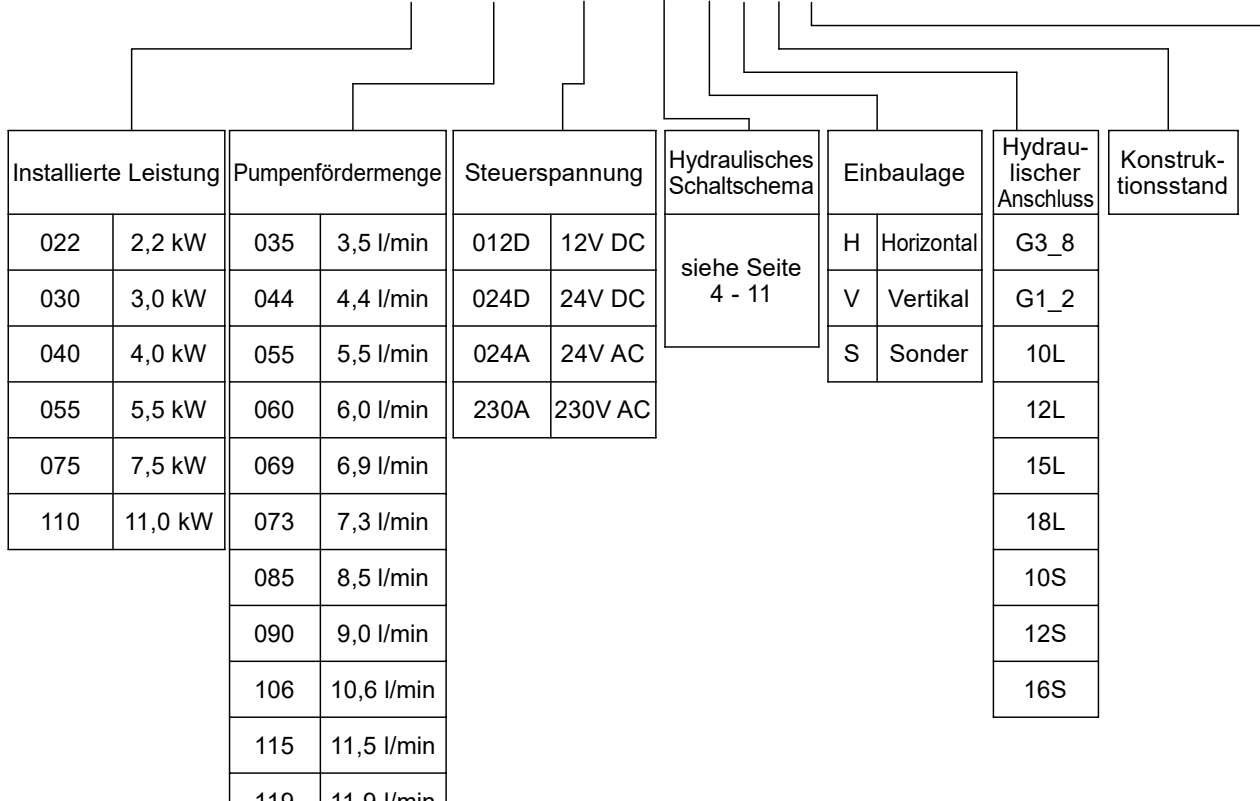 Installierte Leistung
022 2,2 kW
030 3,0 kW
040 4,0 kW
055 5,5 kW
075 7,5 kW
110 11,0 kW
Pumpenfördermenge
035 3,5 l/min
044 4,4 l/min
055 5,5 l/min
060 6,0 l/min
069 6,9 l/min
073 7,3 l/min
085 8,5 l/min
090 9,0 l/min
106 10,6 l/min
115 11,5 l/min
119 11,9 l/min
Steuerspannung
012D 12V DC
024D 24V DC
024A 24V AC
230A 230V AC
Hydraulisches
Schaltschema
siehe Seite
4 - 11
Einbaulage
H Horizontal
V Vertikal
S Sonder
Hydrau-
lischer
Anschluss
G3_8
G1_2
10L
12L
15L
18L
10S
12S
16S
Konstruk-
tionsstand